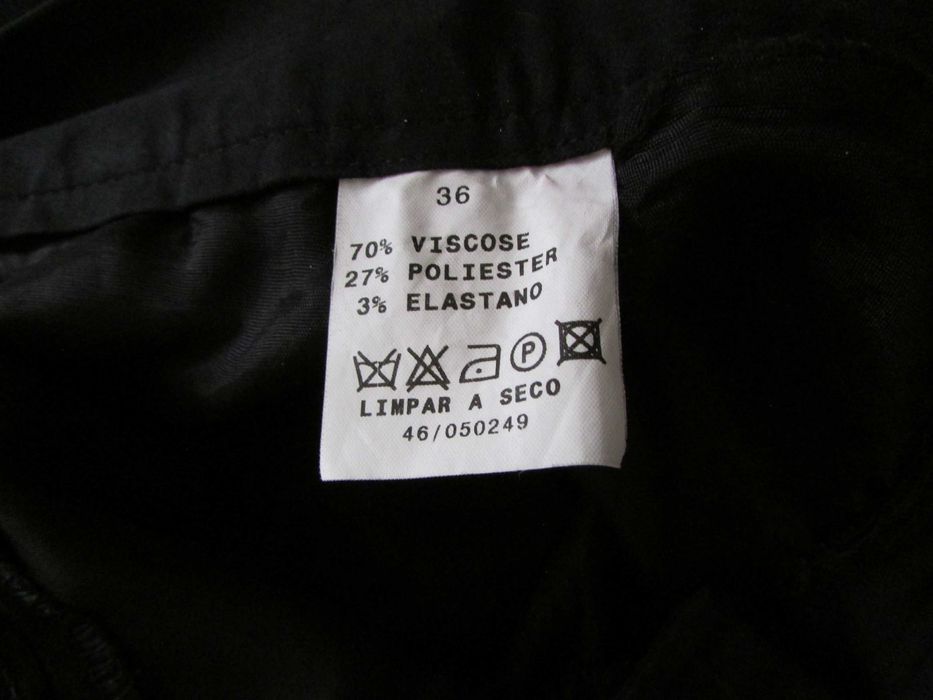 36
70% VISCOSE
27% POLIESTER
3% ELASTANO
P
LIMPAR A SECO
46/050249